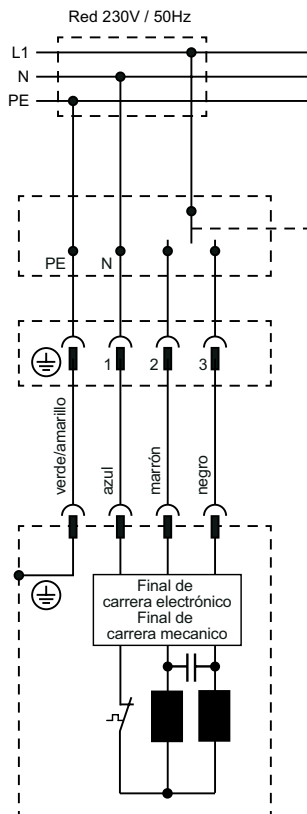 Red 230V / 50Hz
L1
N
PE
PE N
1 2 3
verde/amarillo
azul
marrón
negro
Final de
carrera electrónico
Final de
carrera mecanico